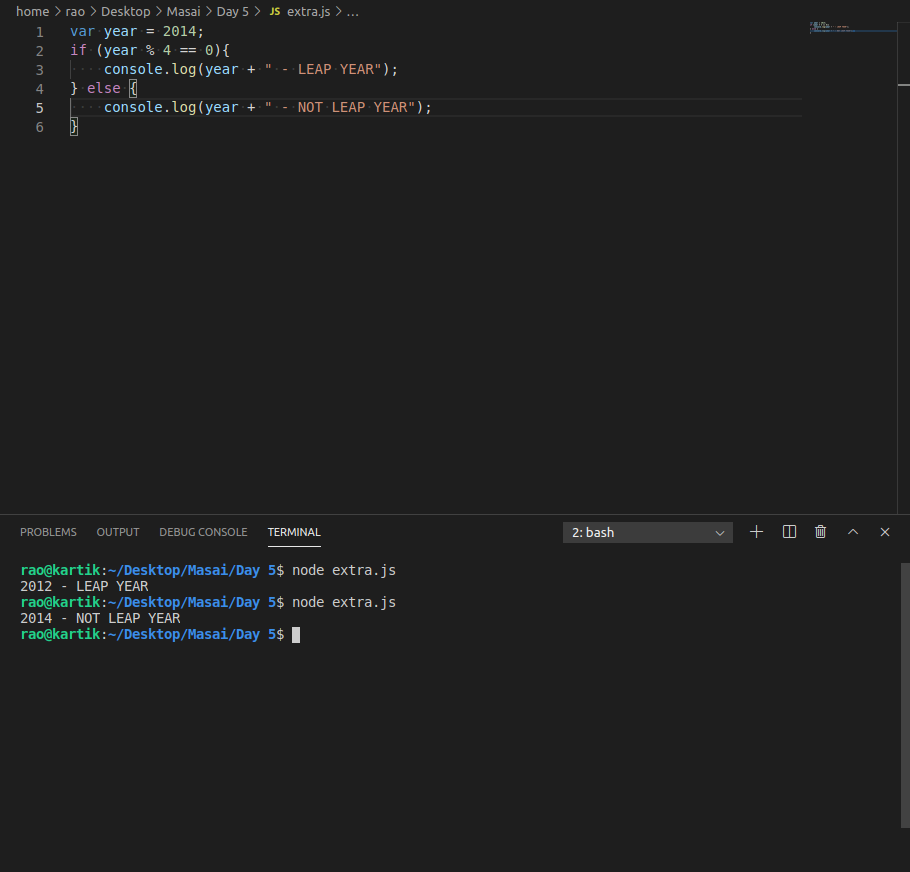 home > rao > Desktop > Masai > Day 5 > JS extra.js > ...
1 var year = 2014;
2 if (year % 4 == 0){
3     console.log(year + " - LEAP YEAR");
4 } else {
5     console.log(year + " - NOT LEAP YEAR");
6 }
PROBLEMS OUTPUT DEBUG CONSOLE TERMINAL 2: bash
rao@kartik:~/Desktop/Masai/Day 5$ node extra.js
2012 - LEAP YEAR
rao@kartik:~/Desktop/Masai/Day 5$ node extra.js
2014 - NOT LEAP YEAR
rao@kartik:~/Desktop/Masai/Day 5$